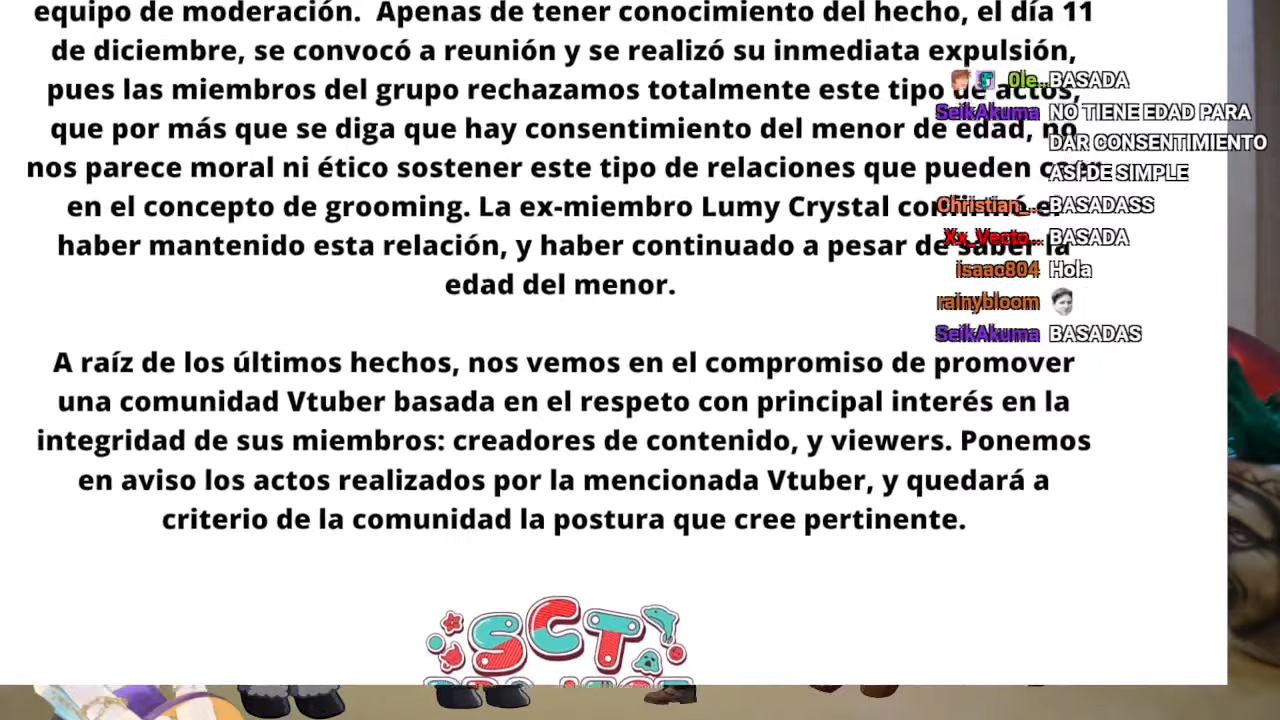 equipo de moderación. Apenas de tener conocimiento del hecho, el día 11
de diciembre, se convocó a reunión y se realizó su inmediata expulsión,
pues las miembros del grupo rechazamos totalmente este tipo de actos,
que por más que se diga que hay consentimiento del menor de edad, no
nos parece moral ni ético sostener este tipo de relaciones que pueden
en el concepto de grooming. La ex-miembro Lumy Crystal
haber mantenido esta relación, y haber continuado a pesar de saber la
edad del menor.
A raíz de los últimos hechos, nos vemos en el compromiso de promover
una comunidad Vtuber basada en el respeto con principal interés en la
integridad de sus miembros: creadores de contenido, y viewers. Ponemos
en aviso los actos realizados por la mencionada Vtuber, y quedará a
criterio de la comunidad la postura que cree pertinente.
SCT
0le... BASADA
SeikAkuma NO TIENE EDAD PARA
DAR CONSENTIMIENTO
ASÍ DE SIMPLE
Christian_... BASADASS
Xx_Vecto... BASADA
isaac804 Hola
rainybloom
SeikAkuma BASADAS